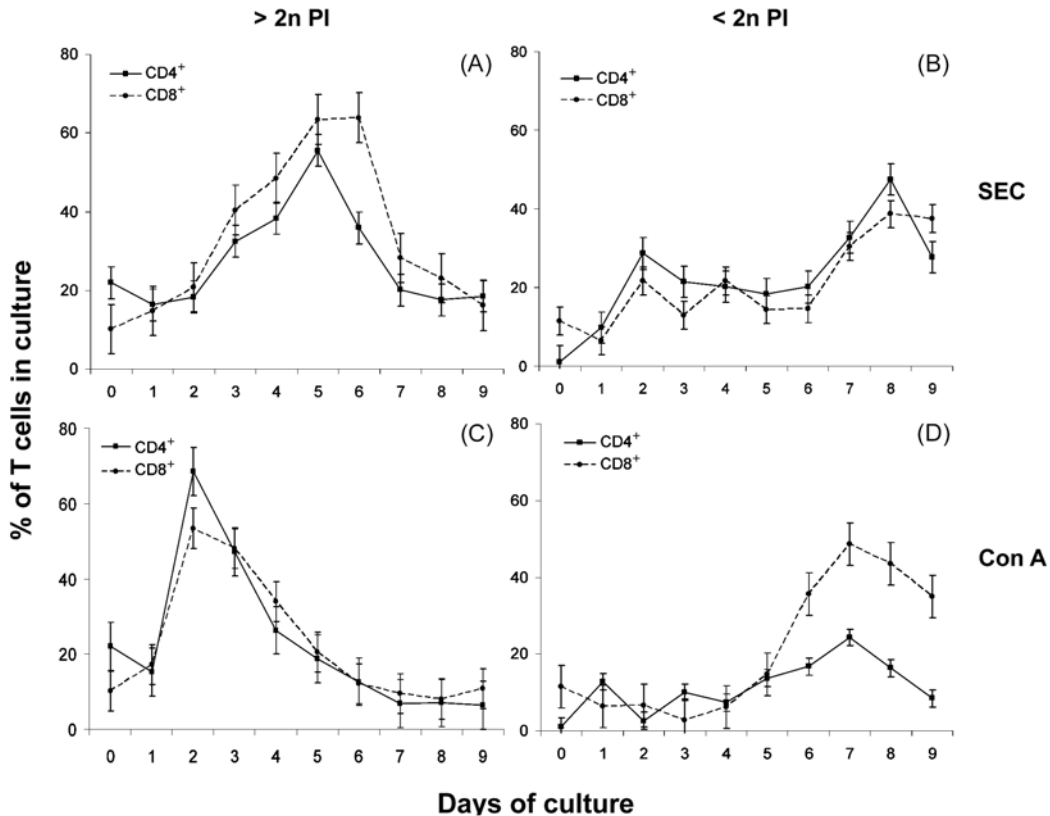 > 2n PI
< 2n PI
% of T cells in culture
80
60
40
20
0
CD4⁺
CD8⁺
(A)
0 1 2 3 4 5 6 7 8 9
80
60
40
20
0
CD4⁺
CD8⁺
(B)
0 1 2 3 4 5 6 7 8 9
SEC
80
60
40
20
0
CD4⁺
CD8⁺
(C)
0 1 2 3 4 5 6 7 8 9
80
60
40
20
0
CD4⁺
CD8⁺
(D)
0 1 2 3 4 5 6 7 8 9
Con A
Days of culture